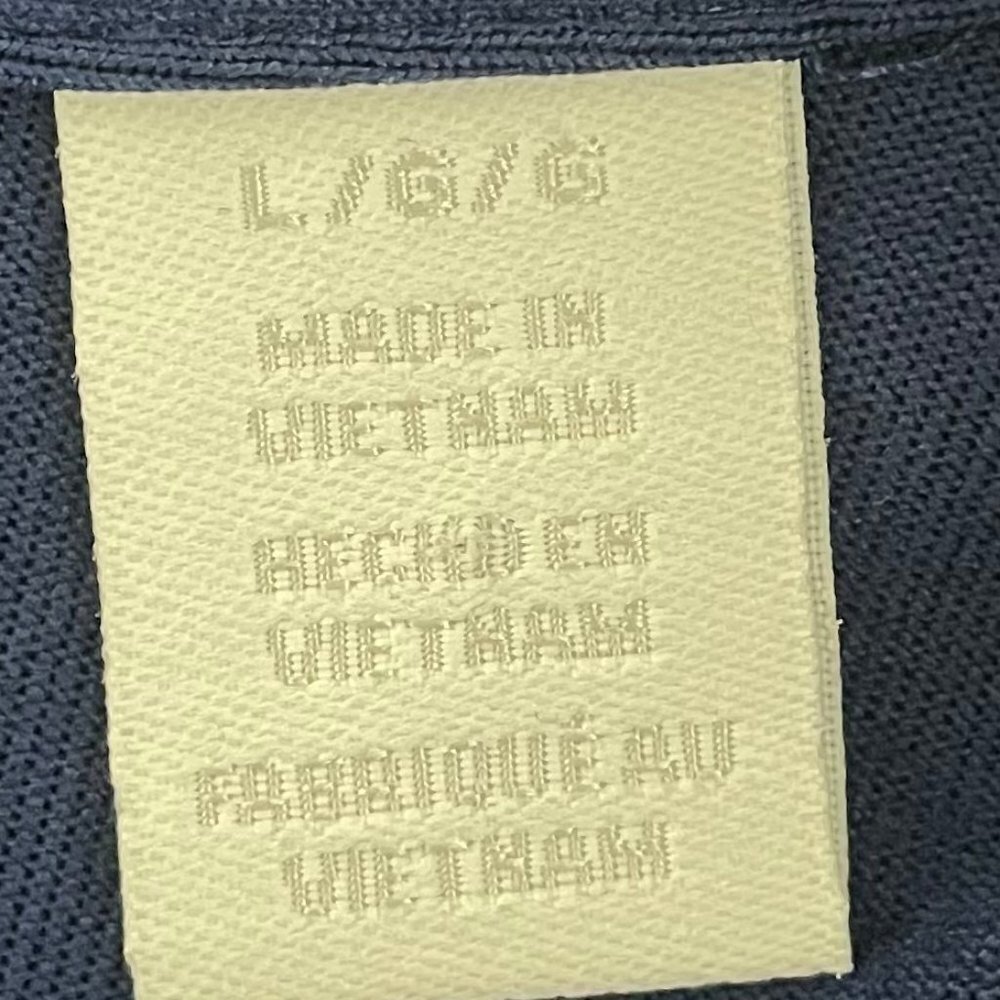 L/G/G
MADE IN
VIETNAM
HECHO EN
VIETNAM
FABRIQUÉ AU
VIETNAM